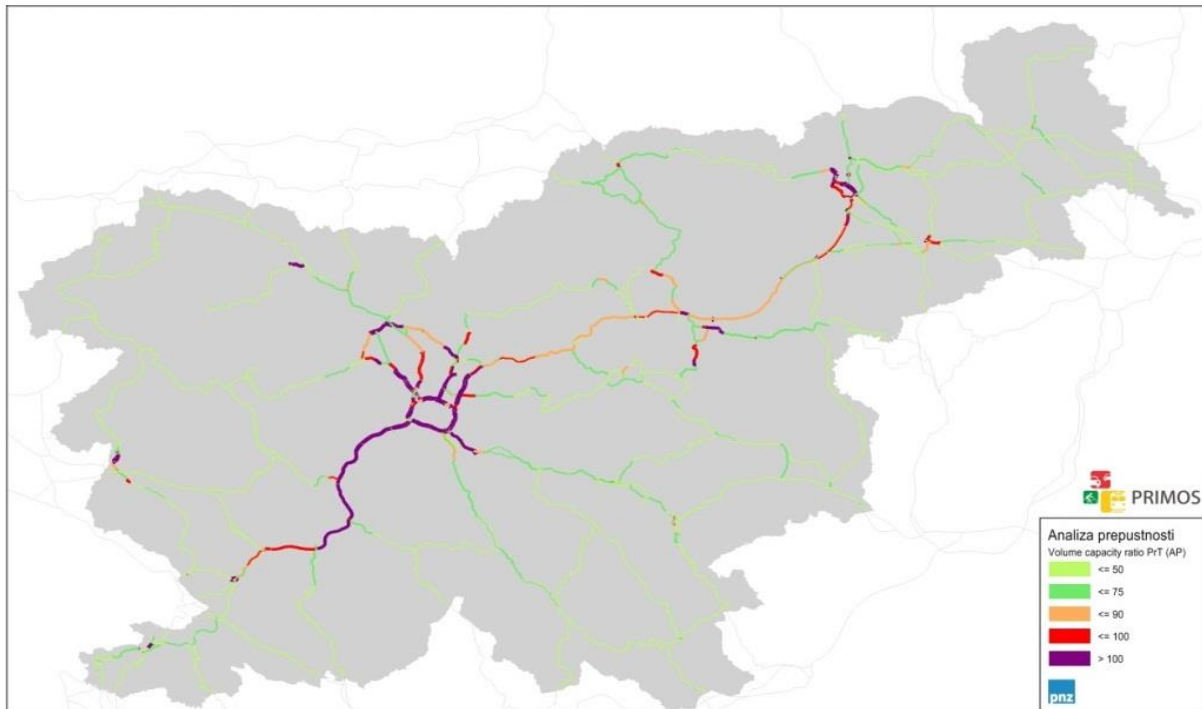 PRIMOS
Analiza prepustnosti
Volume capacity ratio PrT (AP)
<= 50
<= 75
<= 90
<= 100
> 100
pnz